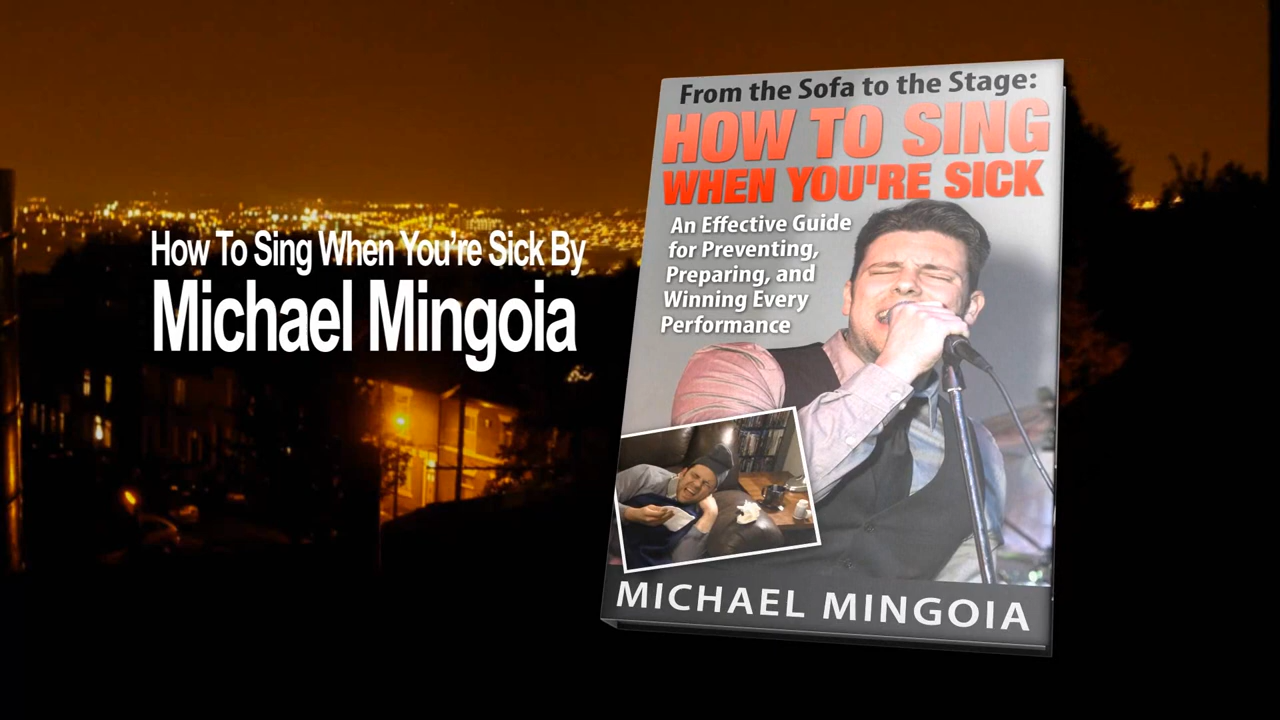 How To Sing When You're Sick By
Michael Mingoia
From the Sofa to the Stage:
HOW TO SING
WHEN YOU'RE SICK
An Effective Guide
for Preventing,
Preparing, and
Winning Every
Performance
MICHAEL MINGOIA